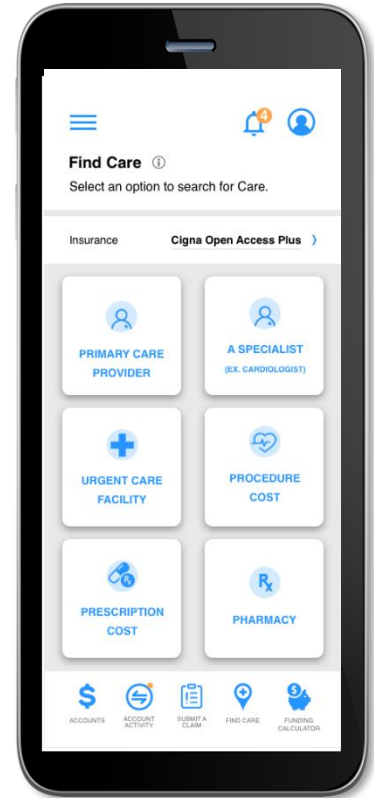 4
Find Care i
Select an option to search for Care.
Insurance Cigna Open Access Plus >
PRIMARY CARE
PROVIDER
A SPECIALIST
(EX. CARDIOLOGIST)
URGENT CARE
FACILITY
PROCEDURE
COST
Rx
PRESCRIPTION
COST
Rx
PHARMACY
$
ACCOUNTS
ACCOUNT
ACTIVITY
SUBMIT A
CLAIM
FIND CARE
$
FUNDING
CALCULATOR